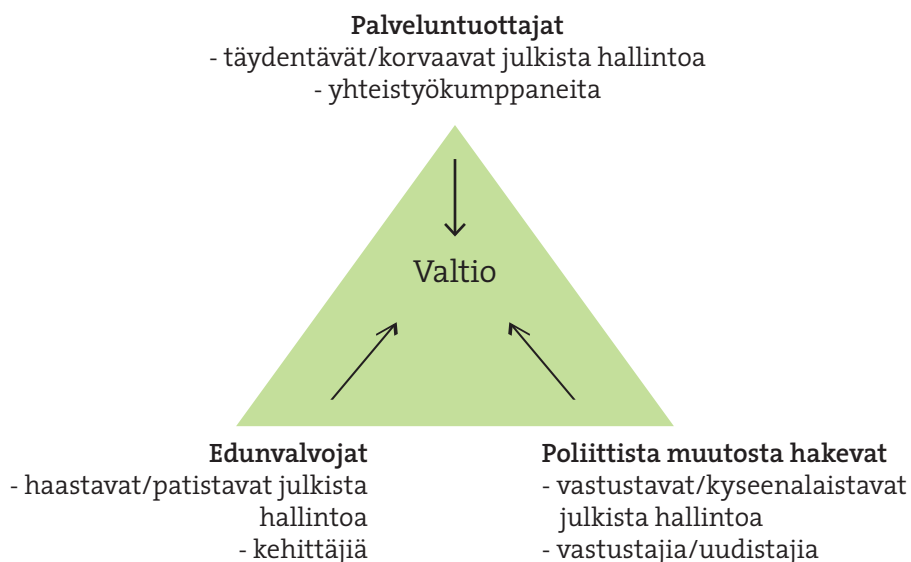 Palveluntuottajat
- täydentävät/korvaavat julkista hallintoa
- yhteistyökumppaneita
Valtio
Edunvalvojat
- haastavat/patistavat julkista
hallintoa
- kehittäjiä
Poliittista muutosta hakevat
- vastustavat/kyseenalaistavat
julkista hallintoa
- vastustajia/uudistajia